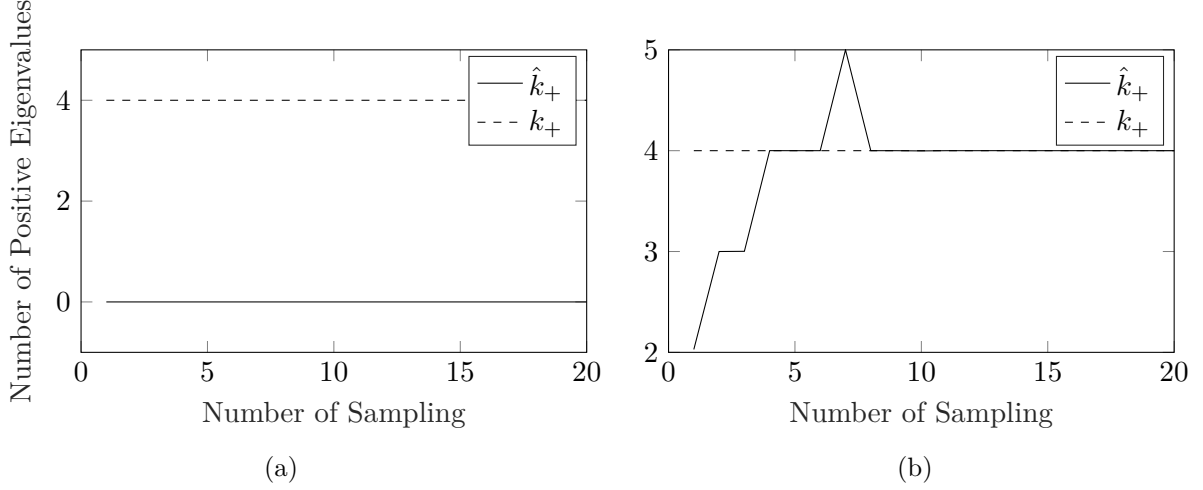 Number of Positive Eigenvalues
4
2
0
0 5 10 15 20
Number of Sampling
k̂₊
k₊
(a)
5
4
3
2
0 5 10 15 20
Number of Sampling
k̂₊
k₊
(b)